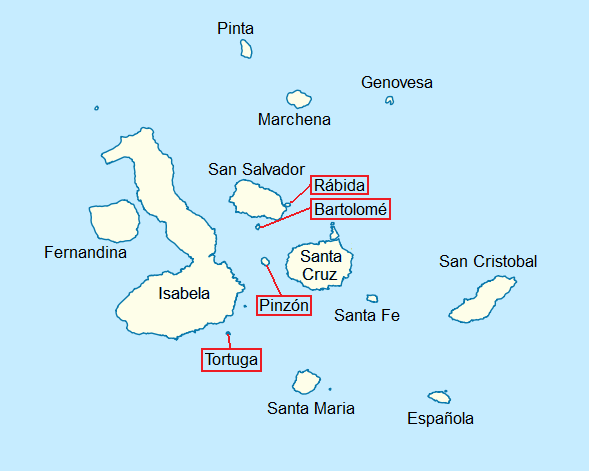 Pinta
Genovesa
Marchena
San Salvador
Rábida
Bartolomé
Fernandina
Santa
Cruz
San Cristobal
Isabela
Pinzón
Santa Fe
Tortuga
Santa Maria
Española